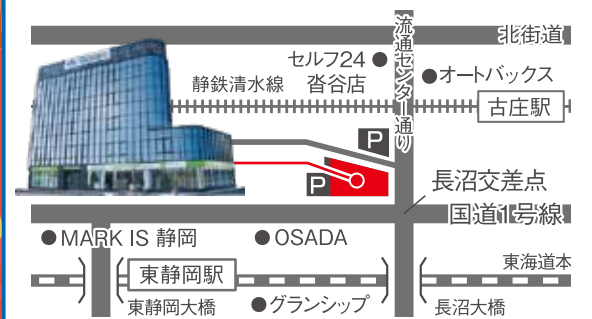 北街道
流通センター通り
セルフ24
沓谷店
オートバックス
静鉄清水線
古庄駅
P
P
長沼交差点
国道1号線
MARK IS 静岡
OSADA
東海道本
東静岡駅
東静岡大橋
グランシップ
長沼大橋